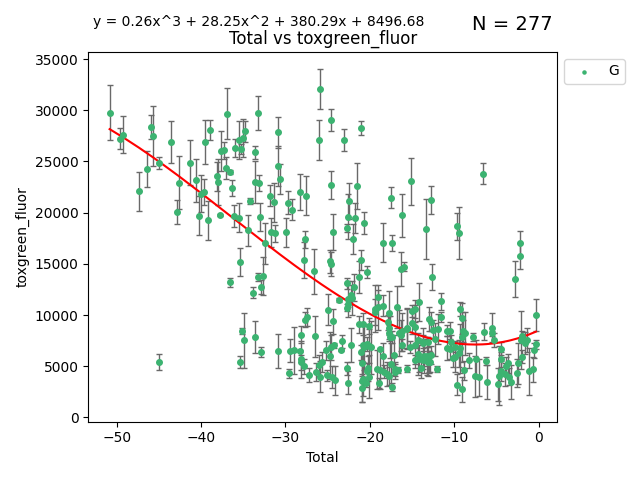 y = 0.26x^3 + 28.25x^2 + 380.29x + 8496.68
N = 277
Total vs toxgreen_fluor
G
toxgreen_fluor
35000
30000
25000
20000
15000
10000
5000
0
−50 −40 −30 −20 −10 0
Total